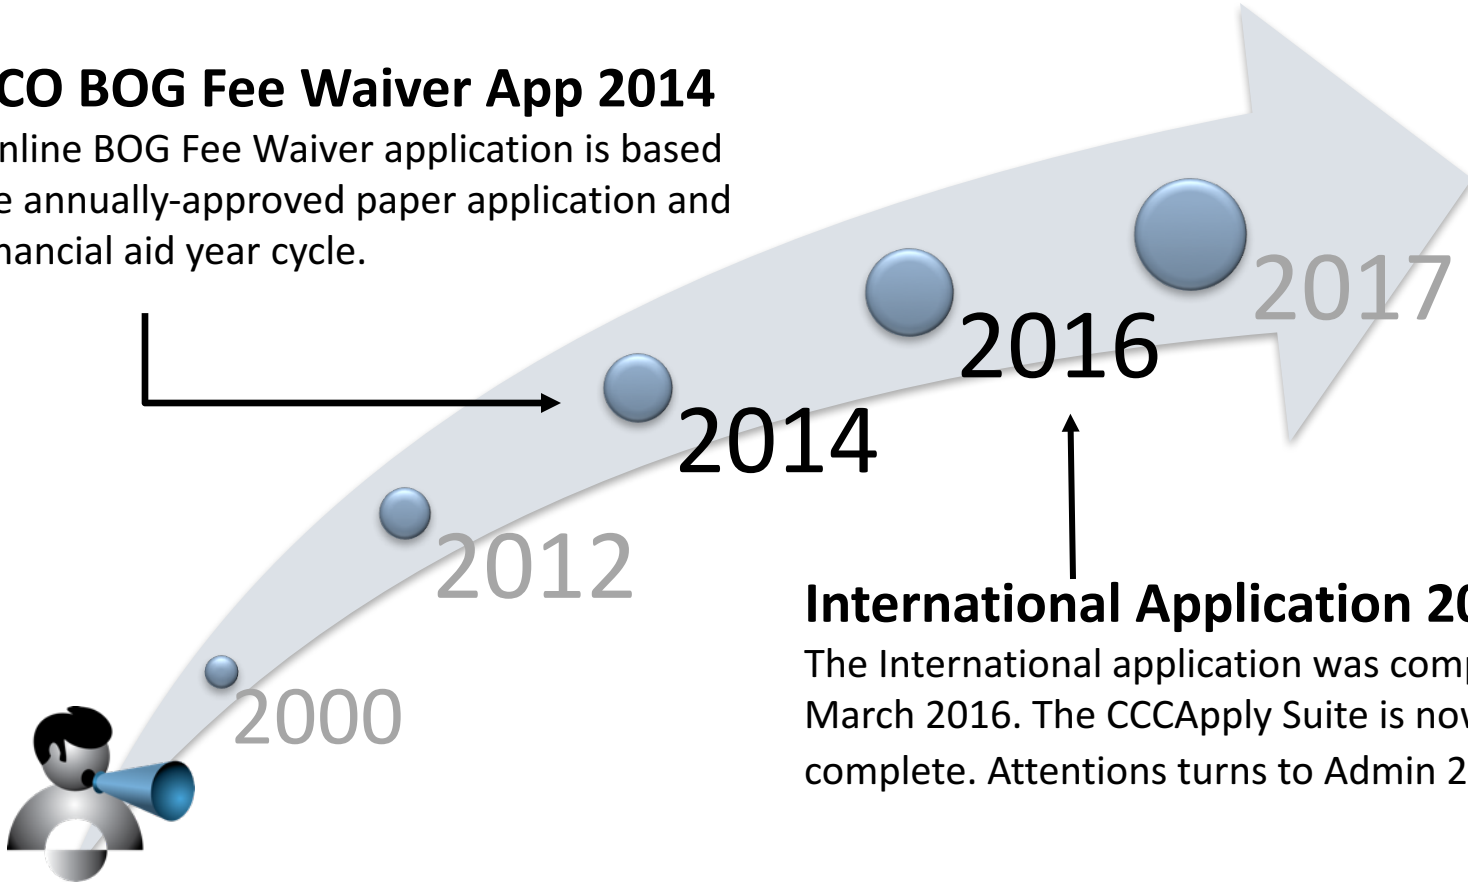 CO BOG Fee Waiver App 2014
nline BOG Fee Waiver application is based
e annually-approved paper application and
nancial aid year cycle.
2017
2016
2014
2012
2000
International Application 20
The International application was comp
March 2016. The CCCApply Suite is now
complete. Attentions turns to Admin 2